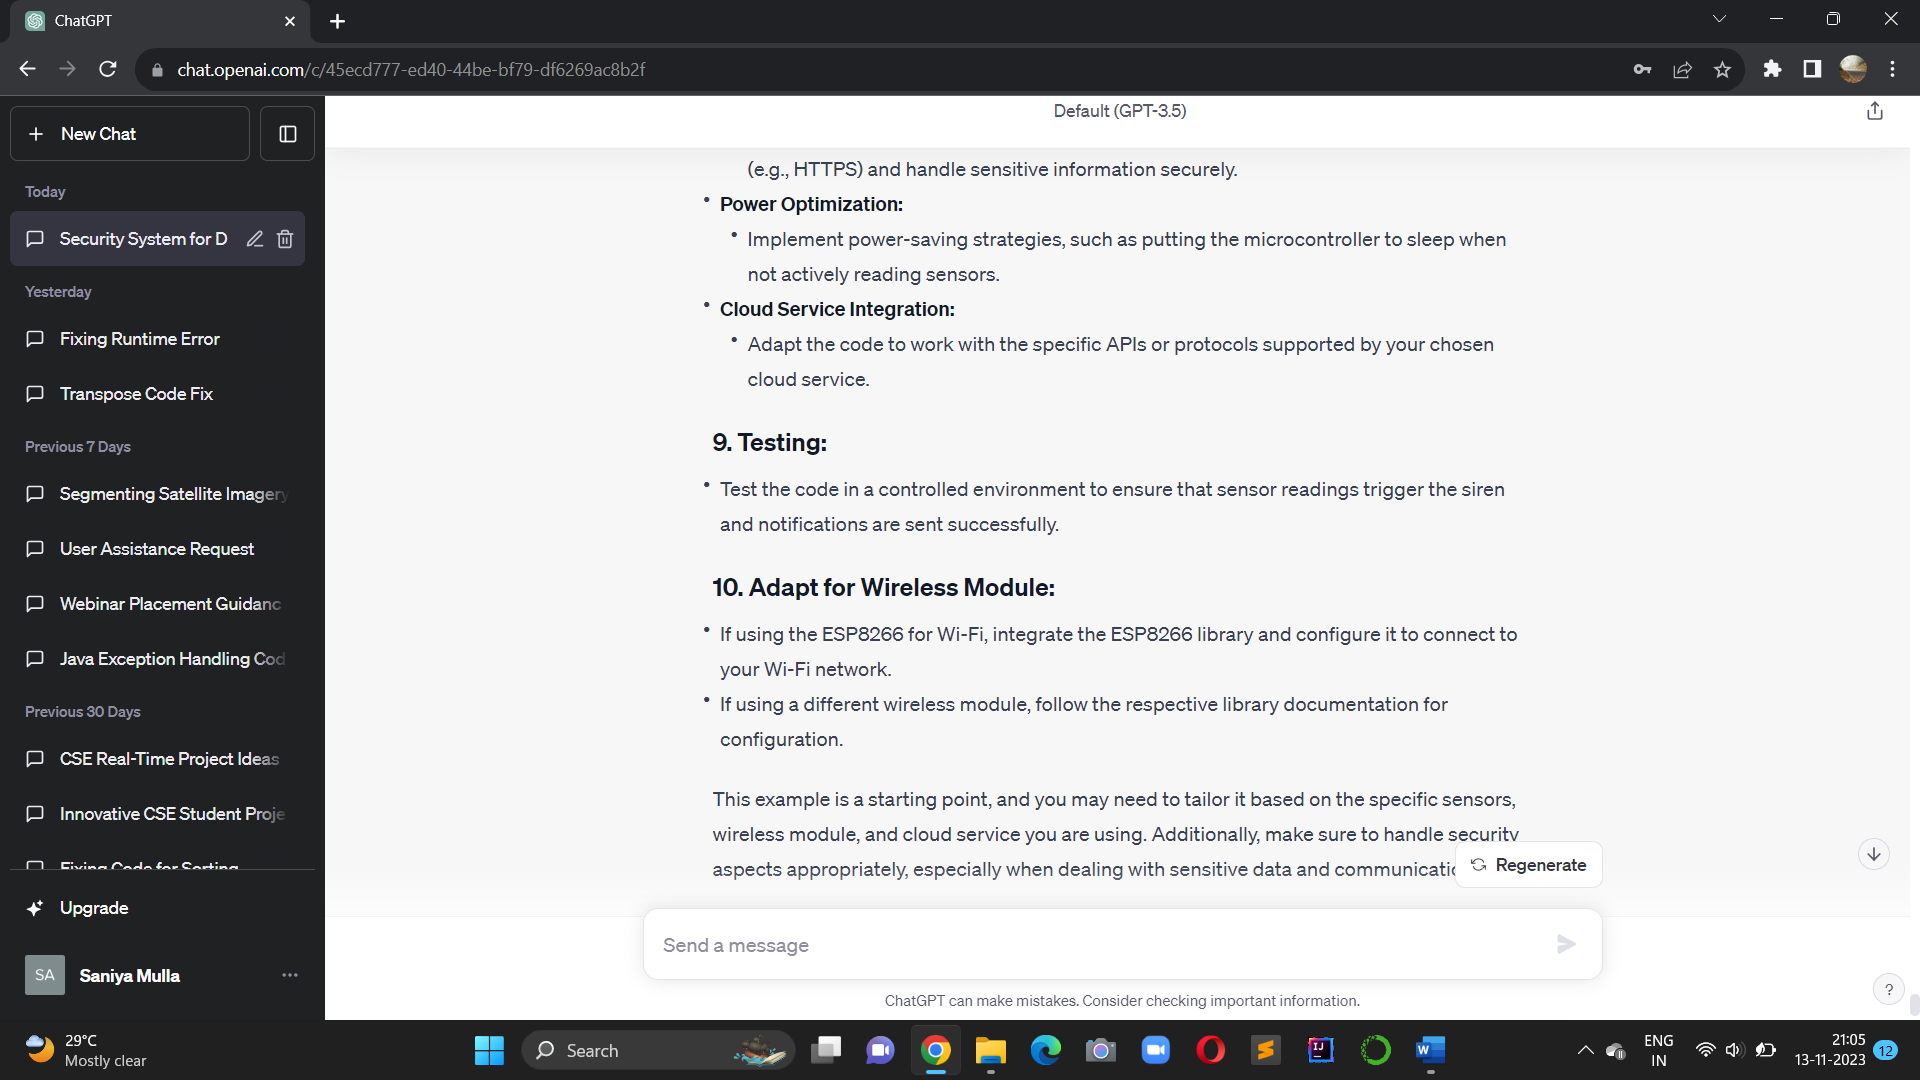 ChatGPT
chat.openai.com/c/45ecd777-ed40-44be-bf79-df6269ac8b2f
New Chat
Today
Security System for D
Yesterday
Fixing Runtime Error
Transpose Code Fix
Previous 7 Days
Segmenting Satellite Imagery
User Assistance Request
Webinar Placement Guidanc
Java Exception Handling Cod
Previous 30 Days
CSE Real-Time Project Ideas
Innovative CSE Student Proje
Fixing Code for Sorting
Upgrade
SA
Saniya Mulla
Default (GPT-3.5)
(e.g., HTTPS) and handle sensitive information securely.
• Power Optimization:
• Implement power-saving strategies, such as putting the microcontroller to sleep when
not actively reading sensors.
• Cloud Service Integration:
• Adapt the code to work with the specific APIs or protocols supported by your chosen
cloud service.
9. Testing:
• Test the code in a controlled environment to ensure that sensor readings trigger the siren
and notifications are sent successfully.
10. Adapt for Wireless Module:
• If using the ESP8266 for Wi-Fi, integrate the ESP8266 library and configure it to connect to
your Wi-Fi network.
• If using a different wireless module, follow the respective library documentation for
configuration.
This example is a starting point, and you may need to tailor it based on the specific sensors,
wireless module, and cloud service you are using. Additionally, make sure to handle security
aspects appropriately, especially when dealing with sensitive data and communicatio
Regenerate
Send a message
ChatGPT can make mistakes. Consider checking important information.
?
29°C
Mostly clear
Search
IJ
W
ENG
IN
21:05
13-11-2023
12